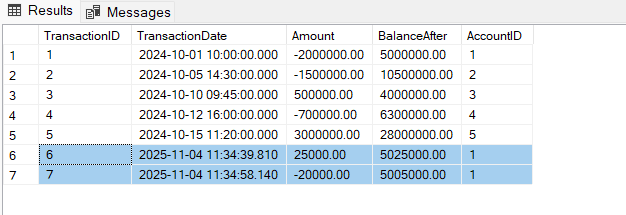 Results Messages
TransactionID TransactionDate Amount BalanceAfter AccountID
1 1 2024-10-01 10:00:00.000 -2000000.00 5000000.00 1
2 2 2024-10-05 14:30:00.000 -1500000.00 10500000.00 2
3 3 2024-10-10 09:45:00.000 500000.00 4000000.00 3
4 4 2024-10-12 16:00:00.000 -700000.00 6300000.00 4
5 5 2024-10-15 11:20:00.000 3000000.00 28000000.00 5
6 6 2025-11-04 11:34:39.810 25000.00 5025000.00 1
7 7 2025-11-04 11:34:58.140 -20000.00 5005000.00 1